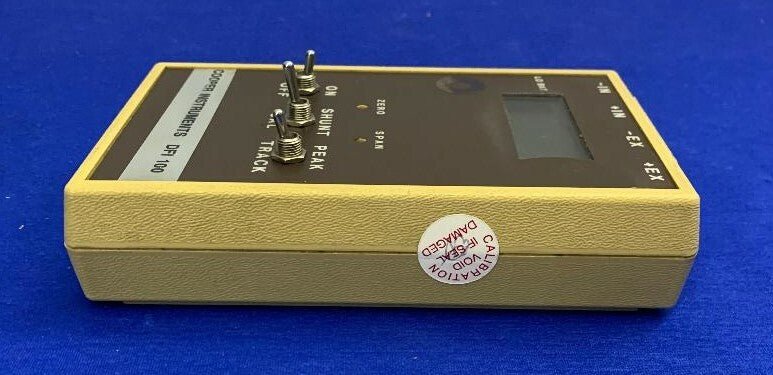 COOPER INSTRUMENTS DFI 100
ON
OFF
SHUNT
PEAK
TRACK
ZERO
SPAN
-IN
+IN
-EX
+EX
CALIBRATION
VOID
IF SEAL
DAMAGED